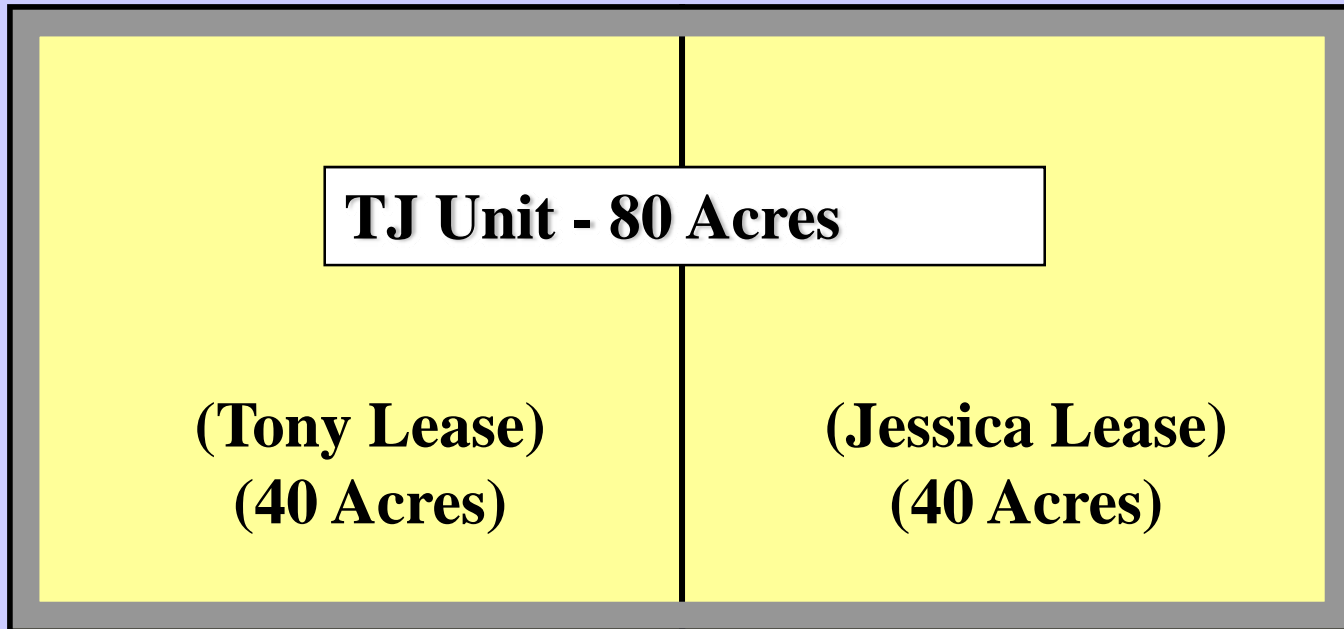 TJ Unit - 80 Acres
(Tony Lease)
(40 Acres)
(Jessica Lease)
(40 Acres)